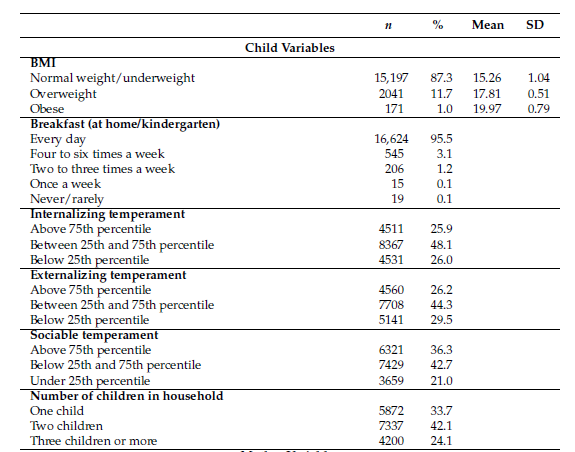 n % Mean SD
Child Variables
BMI
Normal weight/underweight 15,197 87.3 15.26 1.04
Overweight 2041 11.7 17.81 0.51
Obese 171 1.0 19.97 0.79
Breakfast (at home/kindergarten)
Every day 16,624 95.5
Four to six times a week 545 3.1
Two to three times a week 206 1.2
Once a week 15 0.1
Never/rarely 19 0.1
Internalizing temperament
Above 75th percentile 4511 25.9
Between 25th and 75th percentile 8367 48.1
Below 25th percentile 4531 26.0
Externalizing temperament
Above 75th percentile 4560 26.2
Between 25th and 75th percentile 7708 44.3
Below 25th percentile 5141 29.5
Sociable temperament
Above 75th percentile 6321 36.3
Below 25th and 75th percentile 7429 42.7
Under 25th percentile 3659 21.0
Number of children in household
One child 5872 33.7
Two children 7337 42.1
Three children or more 4200 24.1